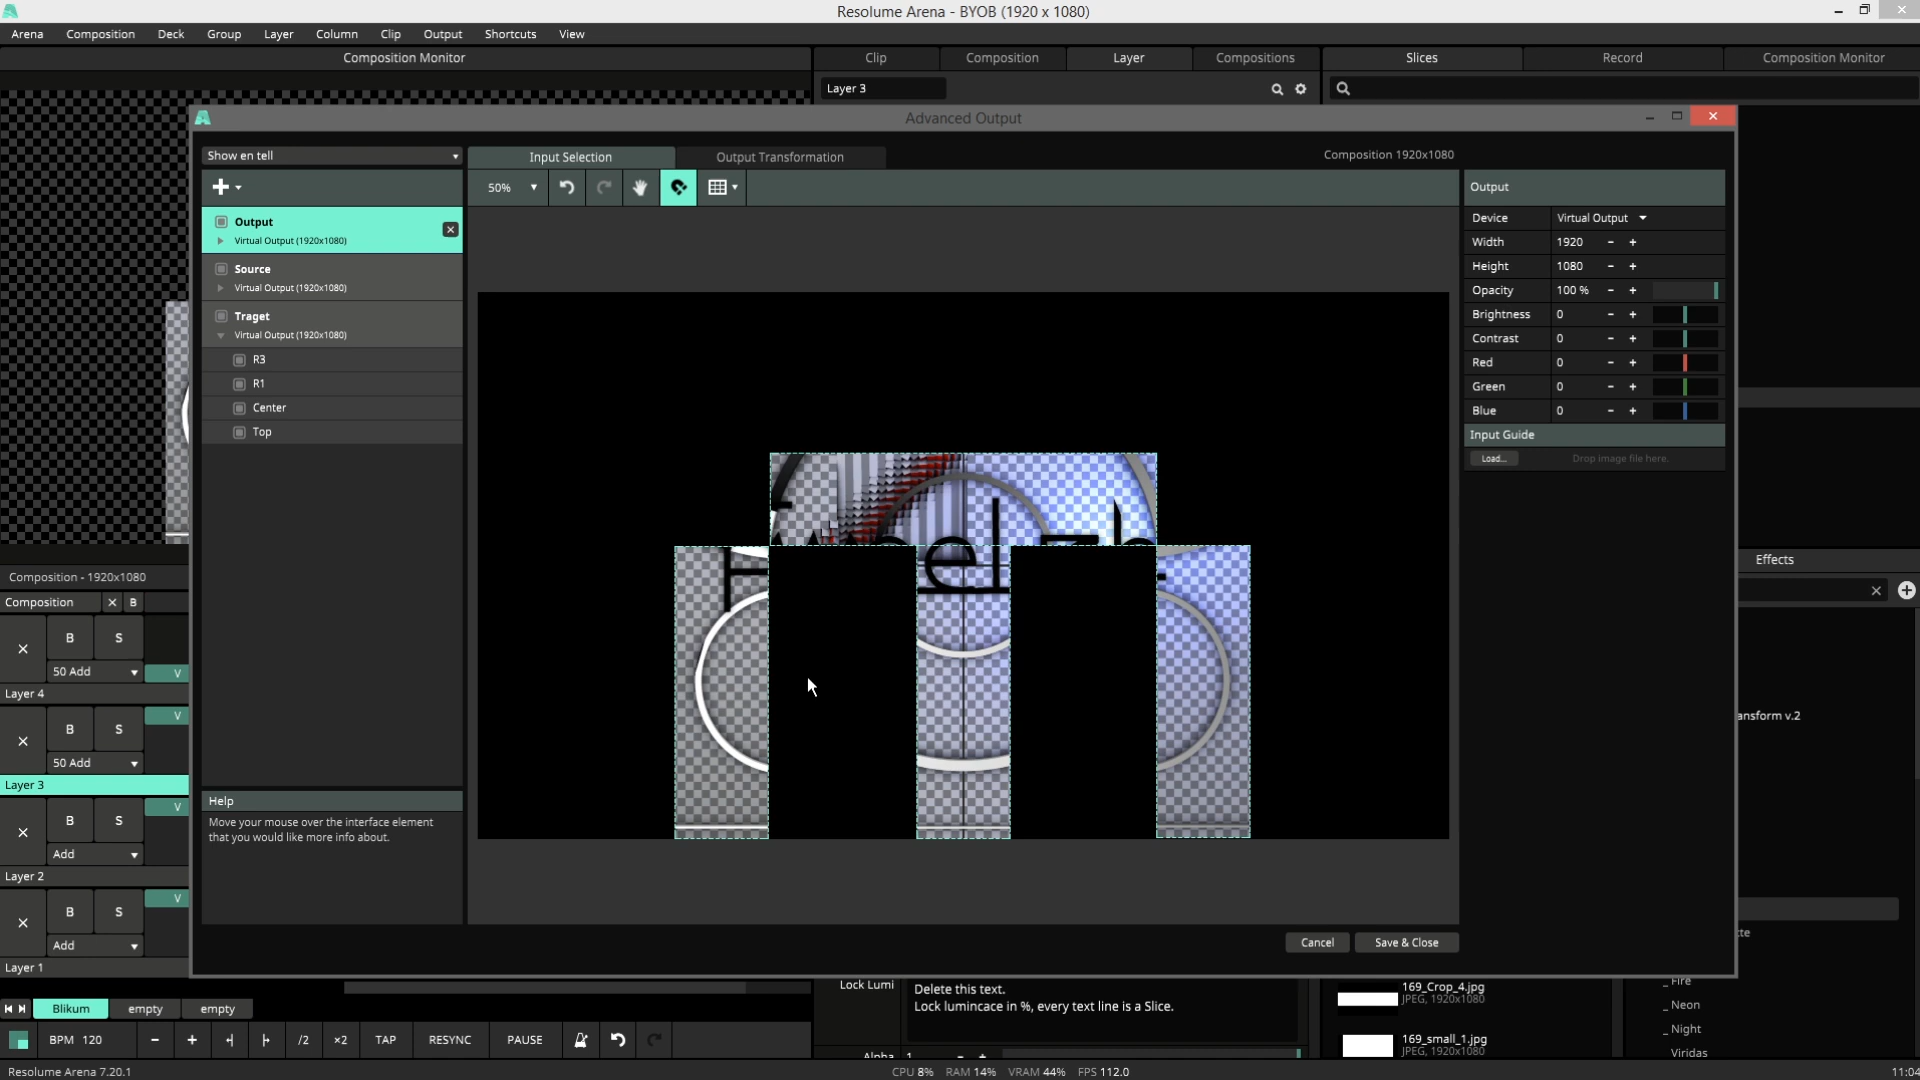 Resolume Arena - BYOB (1920 x 1080)
Arena Composition Deck Group Layer Column Clip Output Shortcuts View
Composition Monitor
Clip Composition Layer Compositions
Slices Record Composition Monitor
Layer 3
Advanced Output
Show en tell
Input Selection Output Transformation
Composition 1920x1080
50%
Output
Virtual Output (1920x1080)
Source
Virtual Output (1920x1080)
Traget
Virtual Output (1920x1080)
R3
R1
Center
Top
Help
Move your mouse over the interface element
that you would like more info about.
Output
Device Virtual Output
Width 1920 - +
Height 1080 - +
Opacity 100 % - +
Brightness 0 - +
Contrast 0 - +
Red 0 - +
Green 0 - +
Blue 0 - +
Input Guide
Load... Drop image file here.
Cancel Save & Close
Composition - 1920x1080
Composition X B
B S
50 Add V
Layer 4
B S V
50 Add
Layer 3
B S V
Add
Layer 2
B S V
Add
Layer 1
Effects
ansform v.2
te
_ Fire
_ Neon
_ Night
Viridas
Blikum empty empty
BPM 120 - + /2 ×2 TAP RESYNC PAUSE
Lock Lumi
Delete this text.
Lock lumincace in %, every text line is a Slice.
Alpha 1 - +
169_Crop_4.jpg
JPEG, 1920x1080
169_small_1.jpg
JPEG, 1920x1080
Resolume Arena 7.20.1
CPU 8% RAM 14% VRAM 44% FPS 112.0
11:04